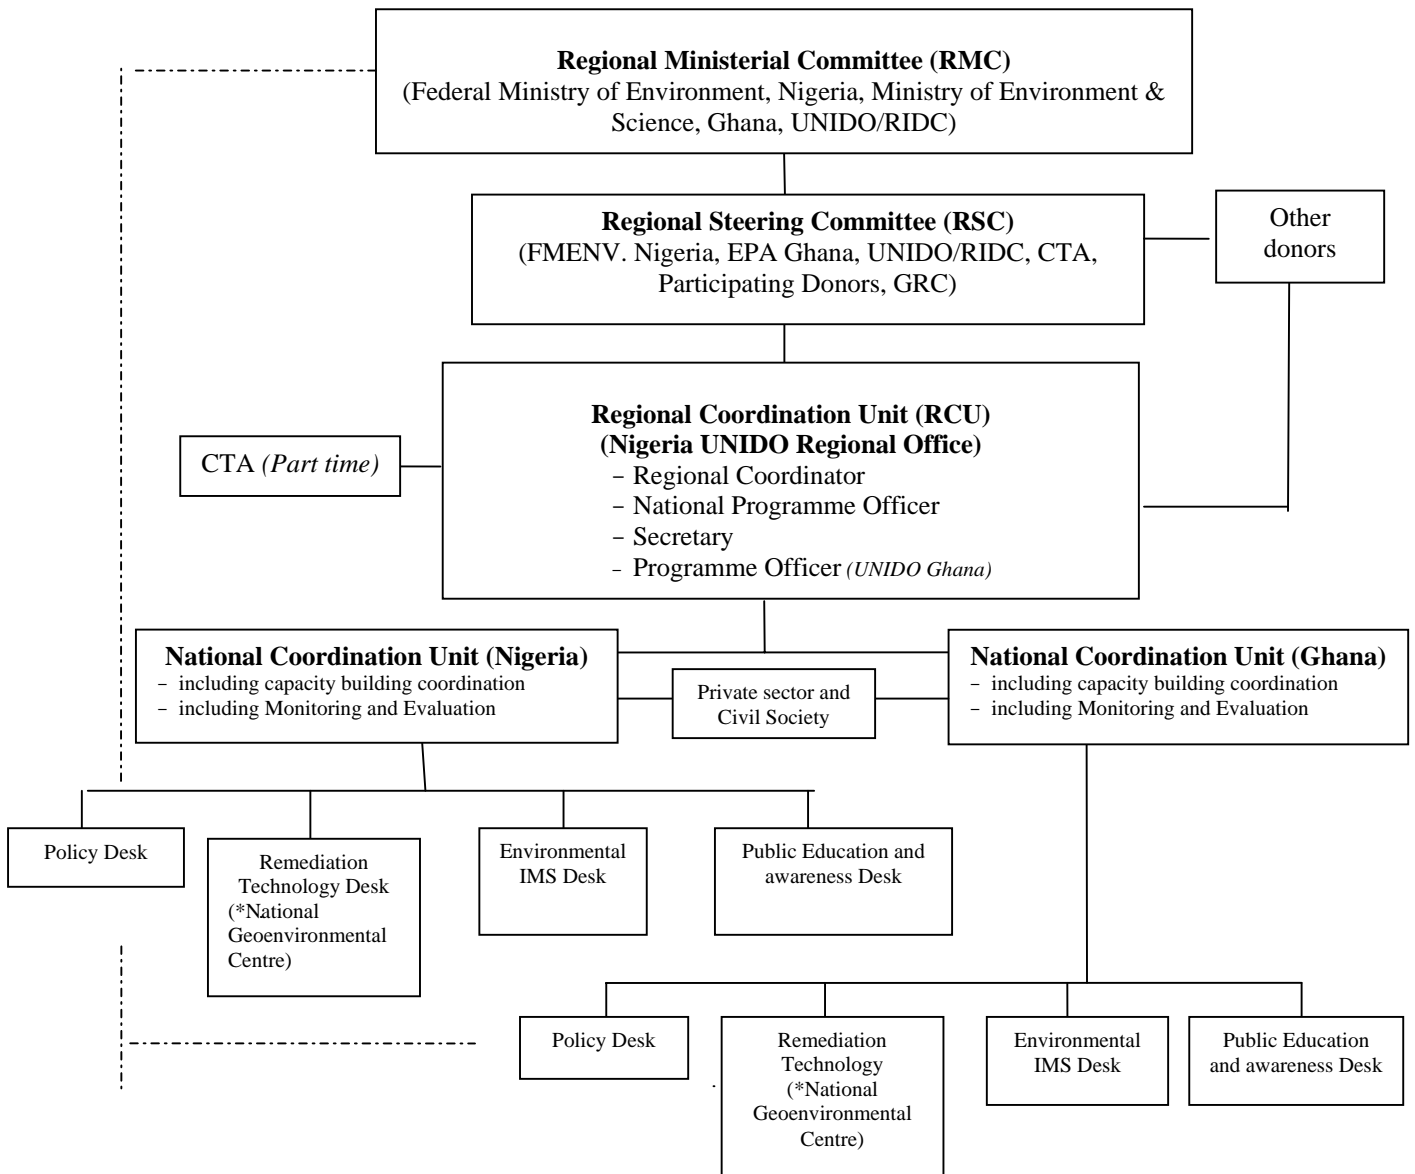 Regional Ministerial Committee (RMC)
(Federal Ministry of Environment, Nigeria, Ministry of Environment &
Science, Ghana, UNIDO/RIDC)
Regional Steering Committee (RSC)
(FMENV. Nigeria, EPA Ghana, UNIDO/RIDC, CTA,
Participating Donors, GRC)
Other
donors
Regional Coordination Unit (RCU)
(Nigeria UNIDO Regional Office)
– Regional Coordinator
– National Programme Officer
– Secretary
– Programme Officer (UNIDO Ghana)
CTA (Part time)
National Coordination Unit (Nigeria)
– including capacity building coordination
– including Monitoring and Evaluation
Private sector and
Civil Society
National Coordination Unit (Ghana)
– including capacity building coordination
– including Monitoring and Evaluation
Policy Desk
Remediation
Technology Desk
(*National
Geoenvironmental
Centre)
Environmental
IMS Desk
Public Education and
awareness Desk
Policy Desk
Remediation
Technology
(*National
Geoenvironmental
Centre)
Environmental
IMS Desk
Public Education
and awareness Desk